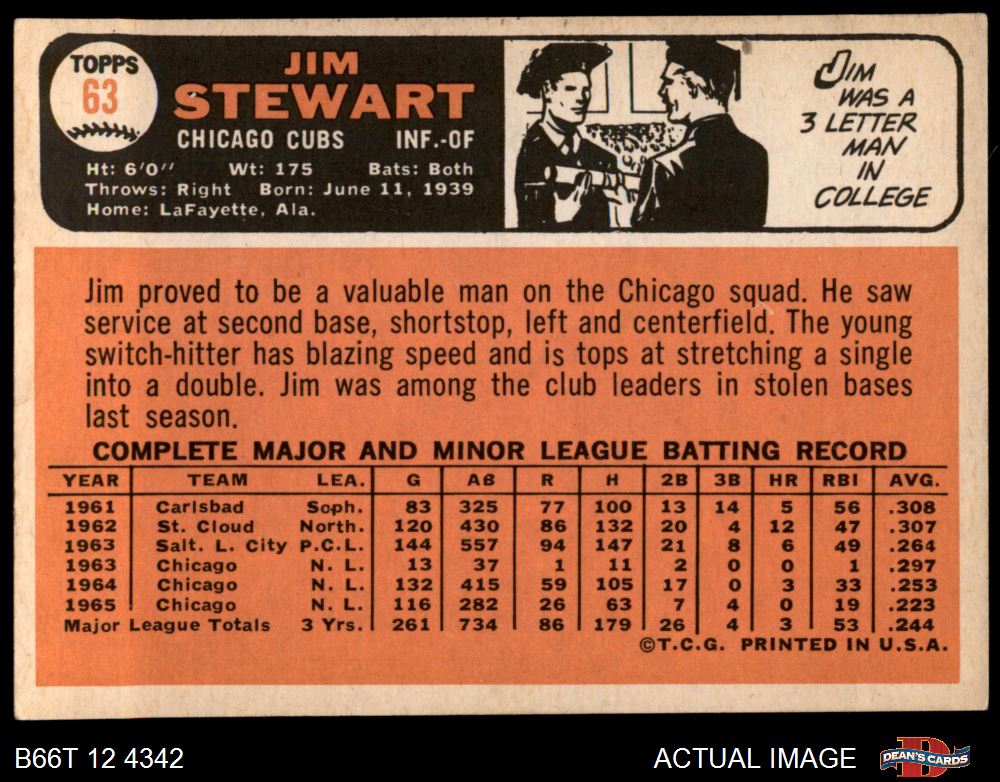 TOPPS
63
JIM
STEWART
CHICAGO CUBS INF.-OF
Ht: 6'0" Wt: 175 Bats: Both
Throws: Right Born: June 11, 1939
Home: LaFayette, Ala.
JIM
WAS A
3 LETTER
MAN
IN
COLLEGE
Jim proved to be a valuable man on the Chicago squad. He saw
service at second base, shortstop, left and centerfield. The young
switch-hitter has blazing speed and is tops at stretching a single
into a double. Jim was among the club leaders in stolen bases
last season.
COMPLETE MAJOR AND MINOR LEAGUE BATTING RECORD
YEAR TEAM LEA. G AB R H 2B 3B HR RBI AVG.
1961 Carlsbad Soph. 83 325 77 100 13 14 5 56 .308
1962 St. Cloud North. 120 430 86 132 20 4 12 47 .307
1963 Salt. L. City P.C.L. 144 557 94 147 21 8 6 49 .264
1963 Chicago N. L. 13 37 1 11 2 0 0 1 .297
1964 Chicago N. L. 132 415 59 105 17 0 3 33 .253
1965 Chicago N. L. 116 282 26 63 7 4 0 19 .223
Major League Totals 3 Yrs. 261 734 86 179 26 4 3 53 .244
©T.C.G. PRINTED IN U.S.A.
B66T 12 4342 ACTUAL IMAGE DEAN'S CARDS